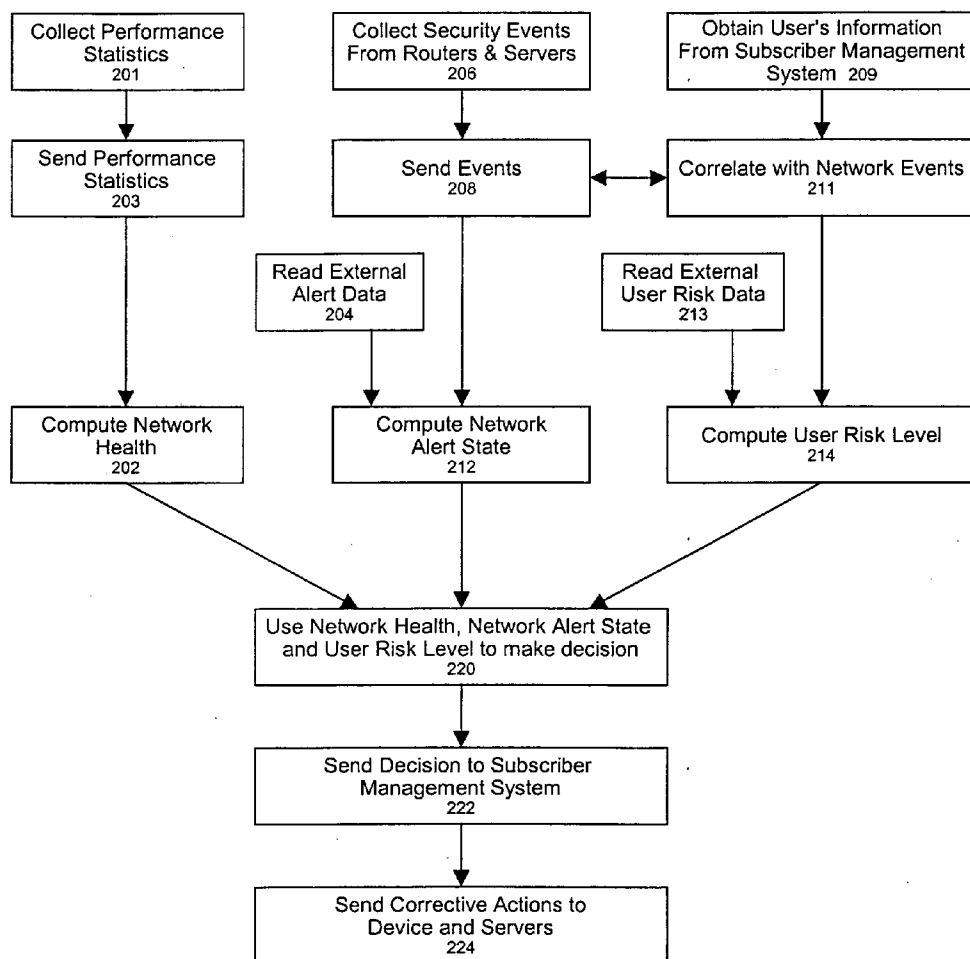 Collect Performance
Statistics
201
Collect Security Events
From Routers & Servers
206
Obtain User's Information
From Subscriber Management
System 209
Send Performance
Statistics
203
Send Events
208
Correlate with Network Events
211
Read External
Alert Data
204
Read External
User Risk Data
213
Compute Network
Health
202
Compute Network
Alert State
212
Compute User Risk Level
214
Use Network Health, Network Alert State
and User Risk Level to make decision
220
Send Decision to Subscriber
Management System
222
Send Corrective Actions to
Device and Servers
224